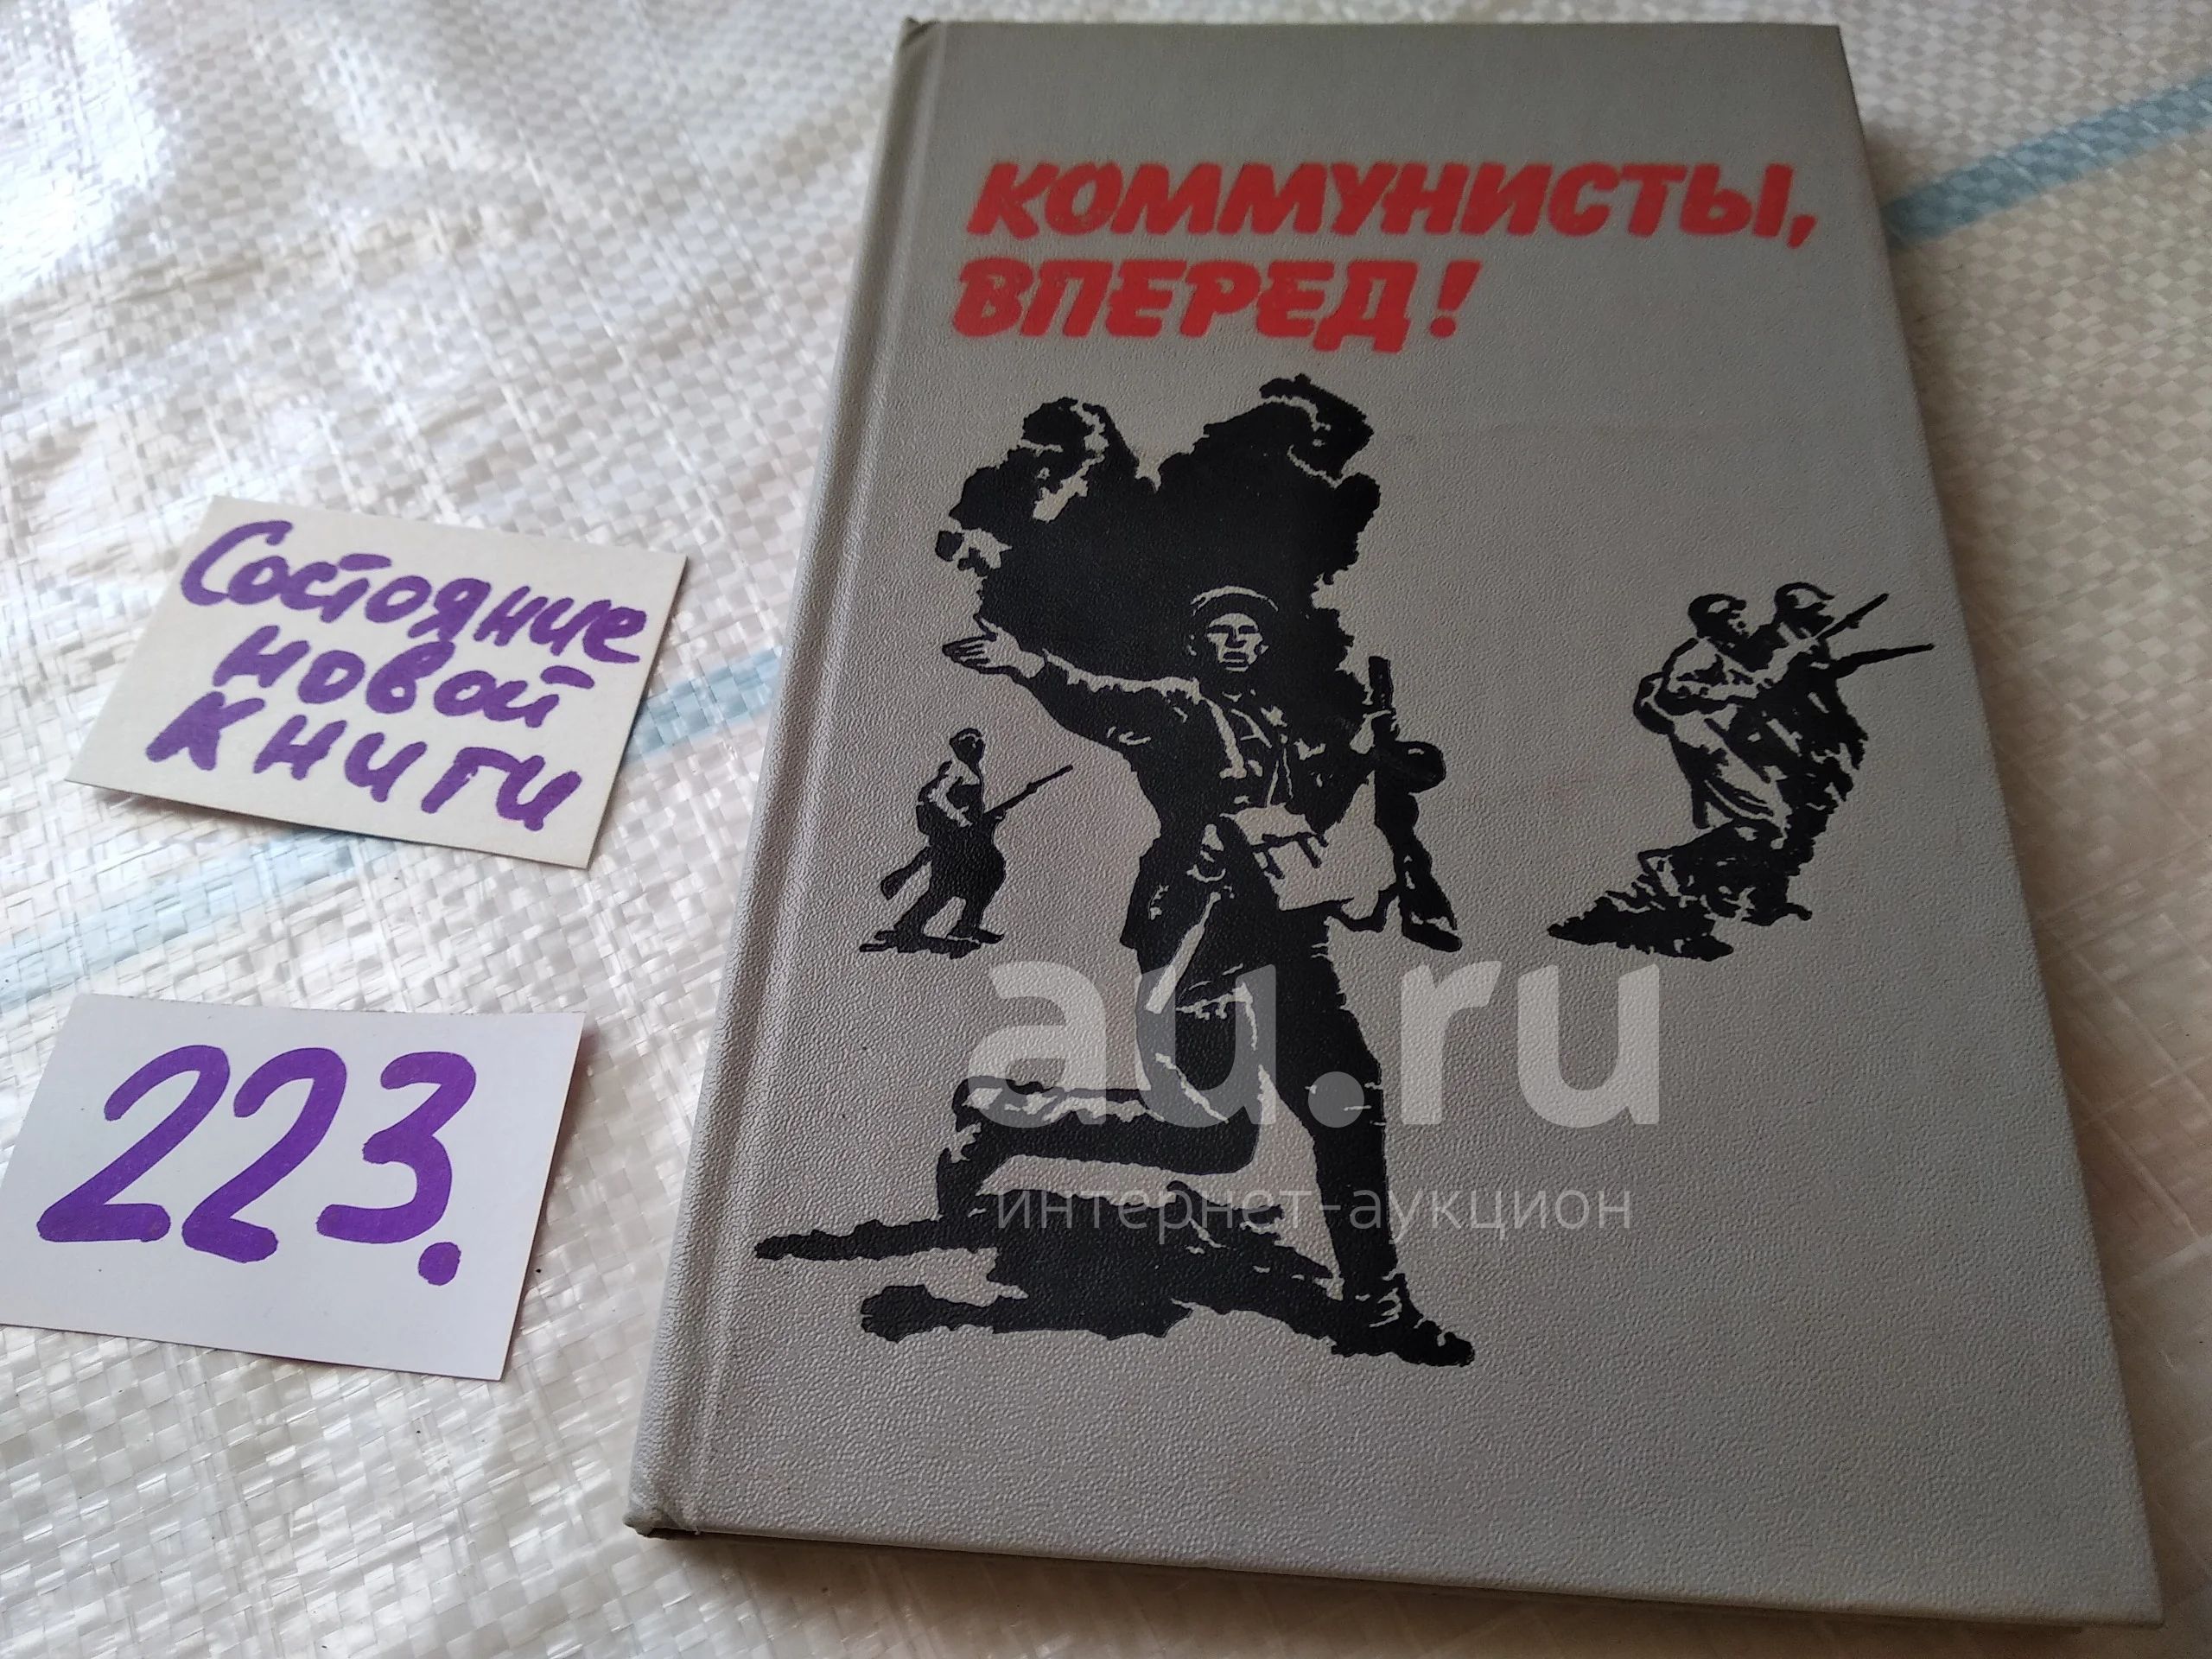 КОММУНИСТЫ,
ВПЕРЕД!
Состояние
новой
книги
223.
au.ru
интернет-аукцион